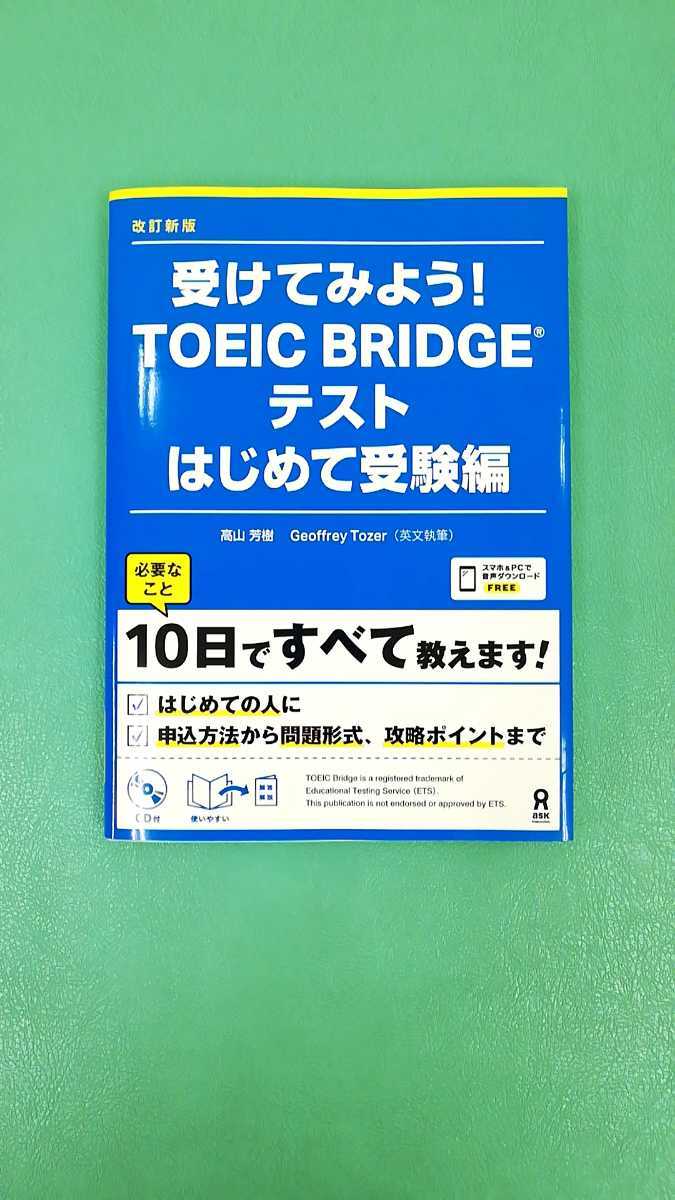 改訂新版
受けてみよう!
TOEIC BRIDGE®
テスト
はじめて受験編
高山 芳樹 Geoffrey Tozer(英文執筆)
必要な
こと
スマホ&PCで
音声ダウンロード
FREE
10日ですべて教えます!
はじめての人に
申込方法から問題形式、攻略ポイントまで
CD付
使いやすい
解答
解説
TOEIC Bridge is a registered trademark of
Educational Testing Service (ETS).
This publication is not endorsed or approved by ETS.
ask